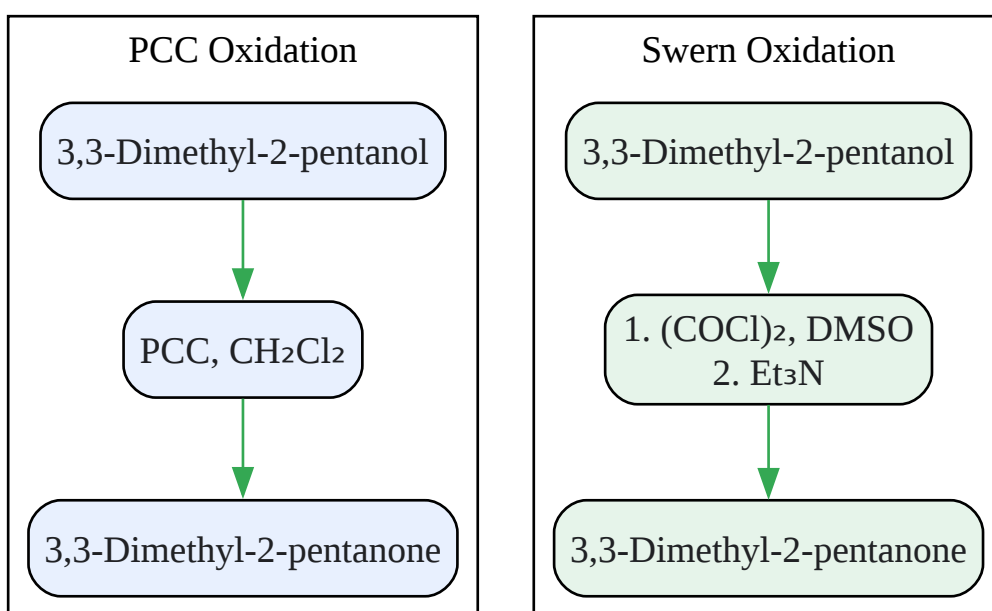 PCC Oxidation
3,3-Dimethyl-2-pentanol
PCC, CH₂Cl₂
3,3-Dimethyl-2-pentanone
Swern Oxidation
3,3-Dimethyl-2-pentanol
1. (COCl)₂, DMSO
2. Et₃N
3,3-Dimethyl-2-pentanone